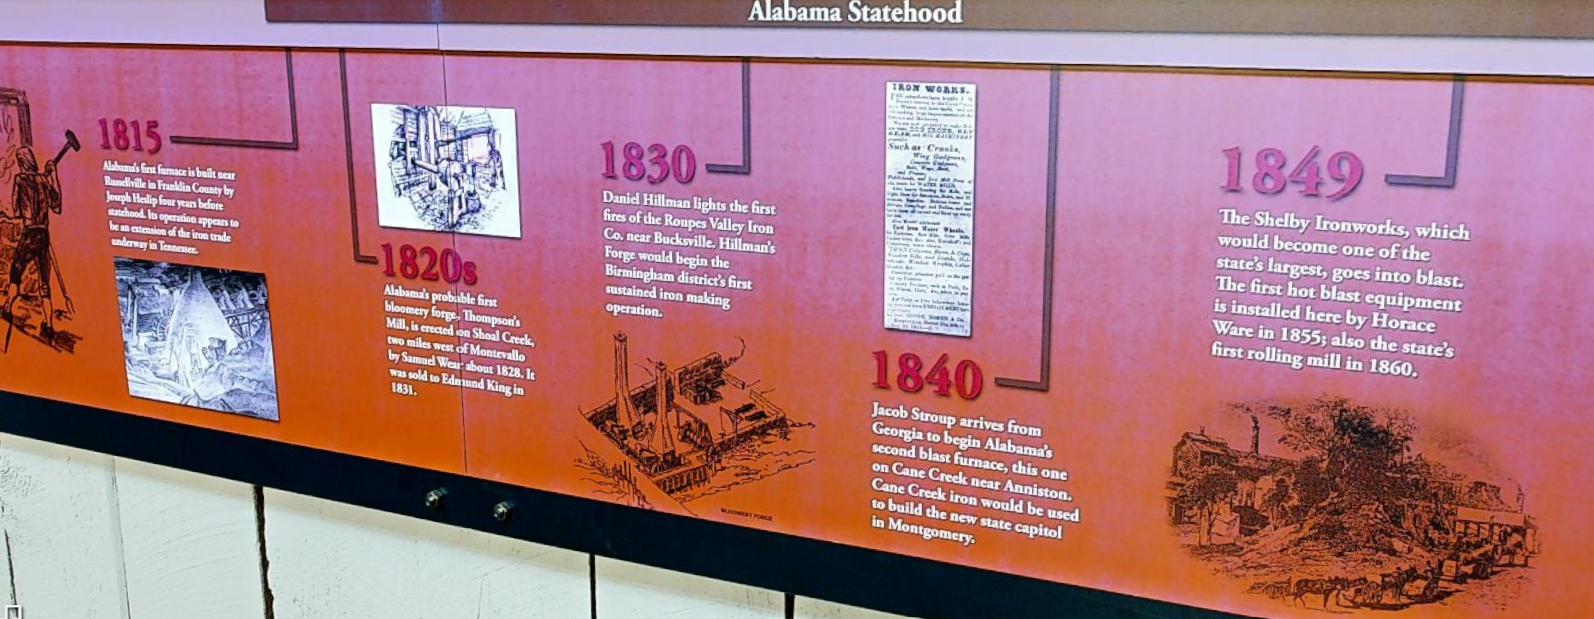 Alabama Statehood
1815
Alabama's first furnace is built near
Russellville in Franklin County by
Joseph Heslip four years before
statehood. Its operation appears to
be an extension of the iron trade
underway in Tennessee.
1820s
Alabama's probable first
bloomery forge, Thompson's
Mill, is erected on Shoal Creek,
two miles west of Montevallo
by Samuel Wear about 1828. It
was sold to Edmund King in
1831.
1830
Daniel Hillman lights the first
fires of the Roupes Valley Iron
Co. near Bucksville. Hillman's
Forge would begin the
Birmingham district's first
sustained iron making
operation.
BLOOMERY FORGE
IRON WORKS.
Such as Cranks,
Wing Gudgeons,
1840
Jacob Stroup arrives from
Georgia to begin Alabama's
second blast furnace, this one
on Cane Creek near Anniston.
Cane Creek iron would be used
to build the new state capitol
in Montgomery.
1849
The Shelby Ironworks, which
would become one of the
state's largest, goes into blast.
The first hot blast equipment
is installed here by Horace
Ware in 1855; also the state's
first rolling mill in 1860.